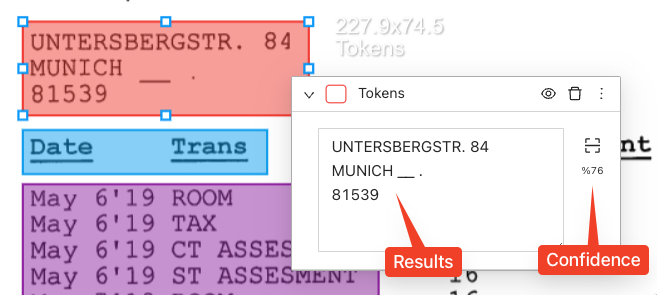 UNTERSBERGSTR. 84
MUNICH __ .
81539
227.9x74.5
Tokens
Tokens
UNTERSBERGSTR. 84
MUNICH __ .
81539
%76
Results
Confidence
Date Trans
nt
May 6'19 ROOM
May 6'19 TAX
May 6'19 CT ASSES
May 6'19 ST ASSESMENT
16